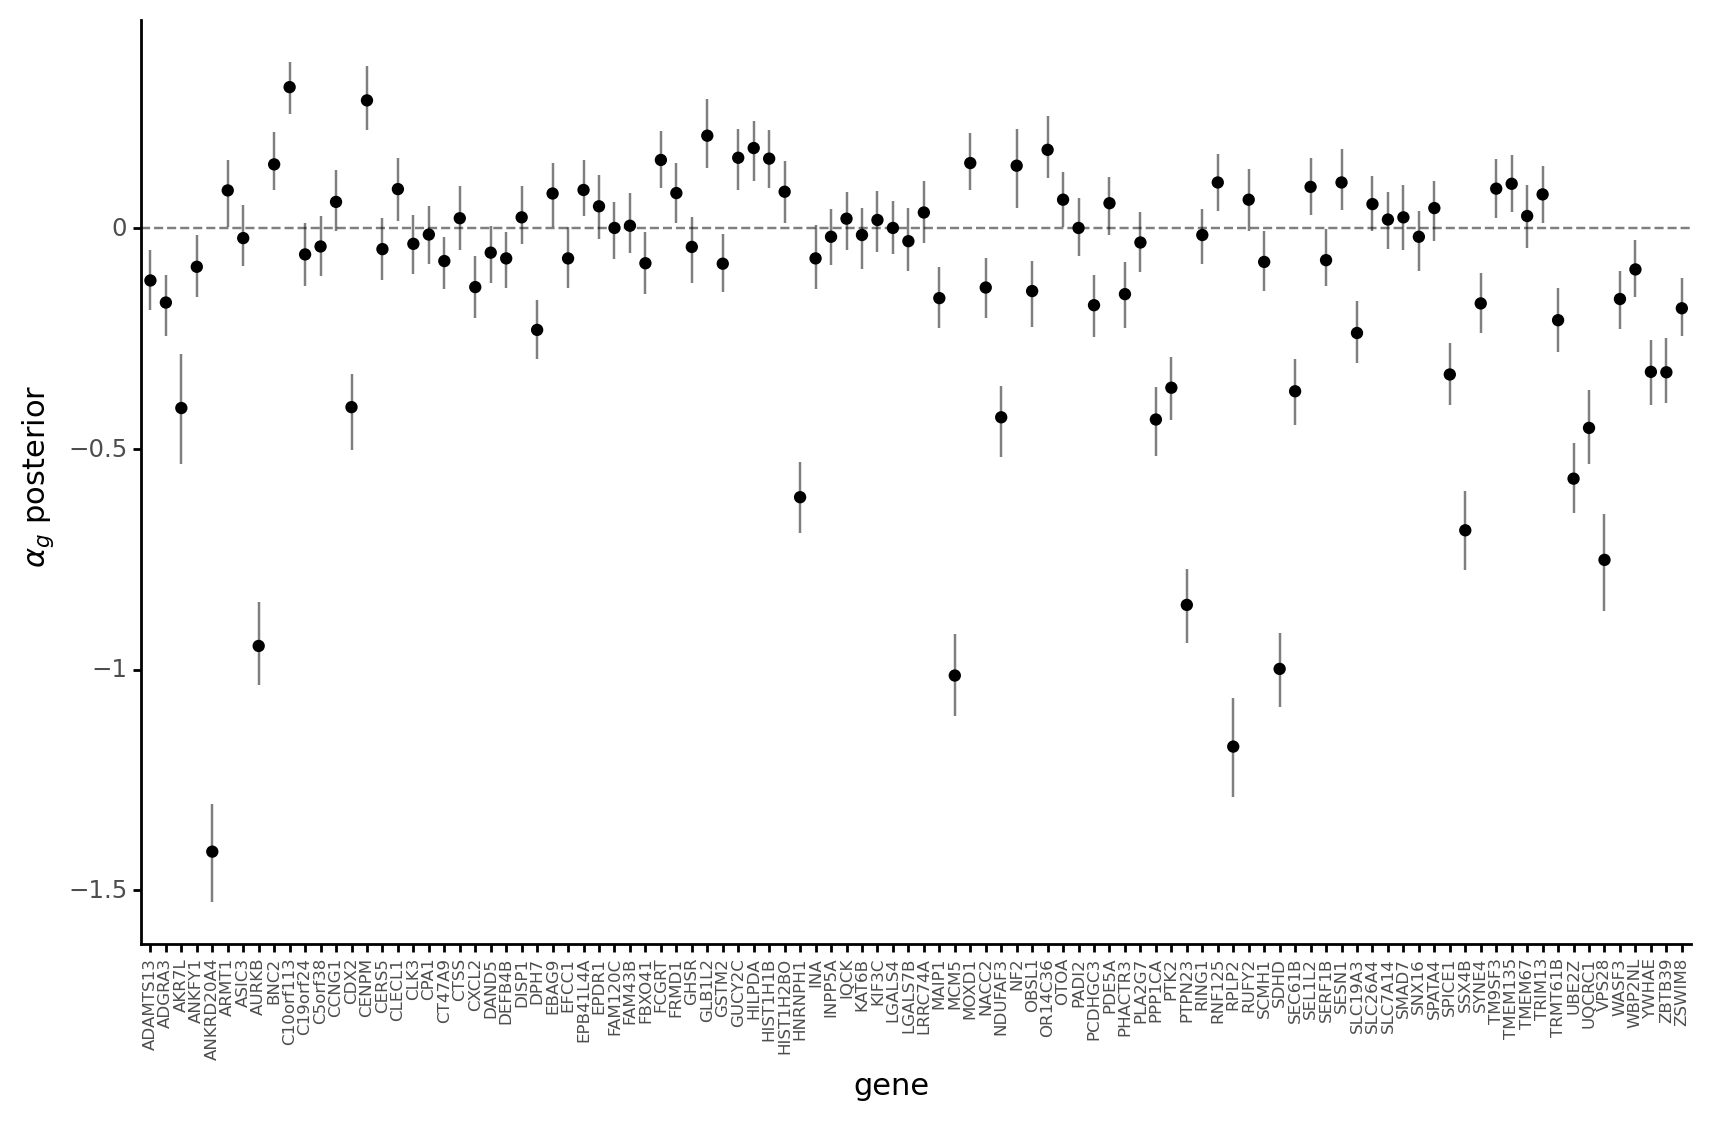 0
−0.5
−1
−1.5
α_g posterior
ADAMTS13
ADGRA3
AKR7L
ANKFY1
ANKRD20A4
ARMT1
ASIC3
AURKB
BNC2
C10orf113
C19orf24
C5orf38
CCNG1
CDX2
CENPM
CERS5
CLECL1
CLK3
CPA1
CT47A9
CTSS
CXCL2
DAND5
DEFB4B
DISP1
DPH7
EBAG9
EFCC1
EPB41L4A
EPDR1
FAM120C
FAM43B
FBXO41
FCGRT
FRMD1
GHSR
GLB1L2
GSTM2
GUCY2C
HILPDA
HIST1H1B
HIST1H2BO
HNRNPH1
INA
INPP5A
IQCK
KAT6B
KIF3C
LGALS4
LGALS7B
LRRC74A
MAIP1
MCM5
MOXD1
NACC2
NDUFAF3
NF2
OBSL1
OR14C36
OTOA
PADI2
PCDHGC3
PDE5A
PHACTR3
PLA2G7
PPP1CA
PTK2
PTPN23
RING1
RNF125
RPLP2
RUFY2
SCMH1
SDHD
SEC61B
SEL1L2
SERF1B
SESN1
SLC19A3
SLC26A4
SLC7A14
SMAD7
SNX16
SPATA4
SPICE1
SSX4B
SYNE4
TM9SF3
TMEM135
TMEM67
TRIM13
TRMT61B
UBE2Z
UQCRC1
VPS28
WASF3
WBP2NL
YWHAE
ZBTB39
ZSWIM8
gene